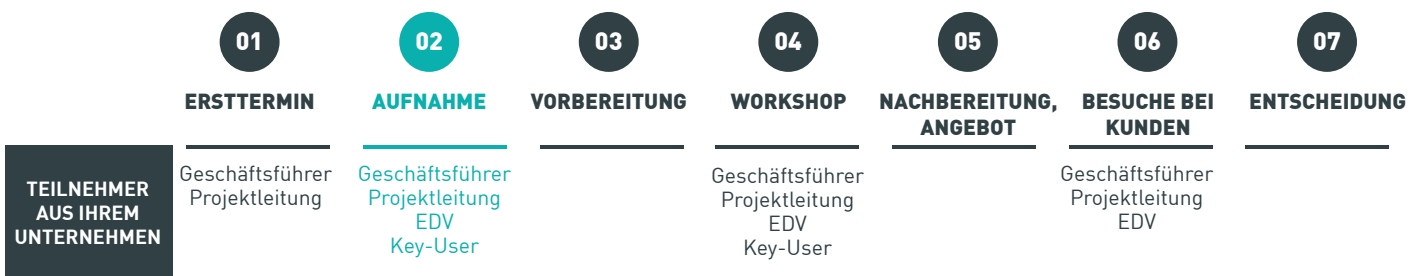 01
02
03
04
05
06
07
ERSTTERMIN
AUFNAHME
VORBEREITUNG
WORKSHOP
NACHBEREITUNG,
ANGEBOT
BESUCHE BEI
KUNDEN
ENTSCHEIDUNG
TEILNEHMER
AUS IHREM
UNTERNEHMEN
Geschäftsführer
Projektleitung
Geschäftsführer
Projektleitung
EDV
Key-User
Geschäftsführer
Projektleitung
EDV
Key-User
Geschäftsführer
Projektleitung
EDV